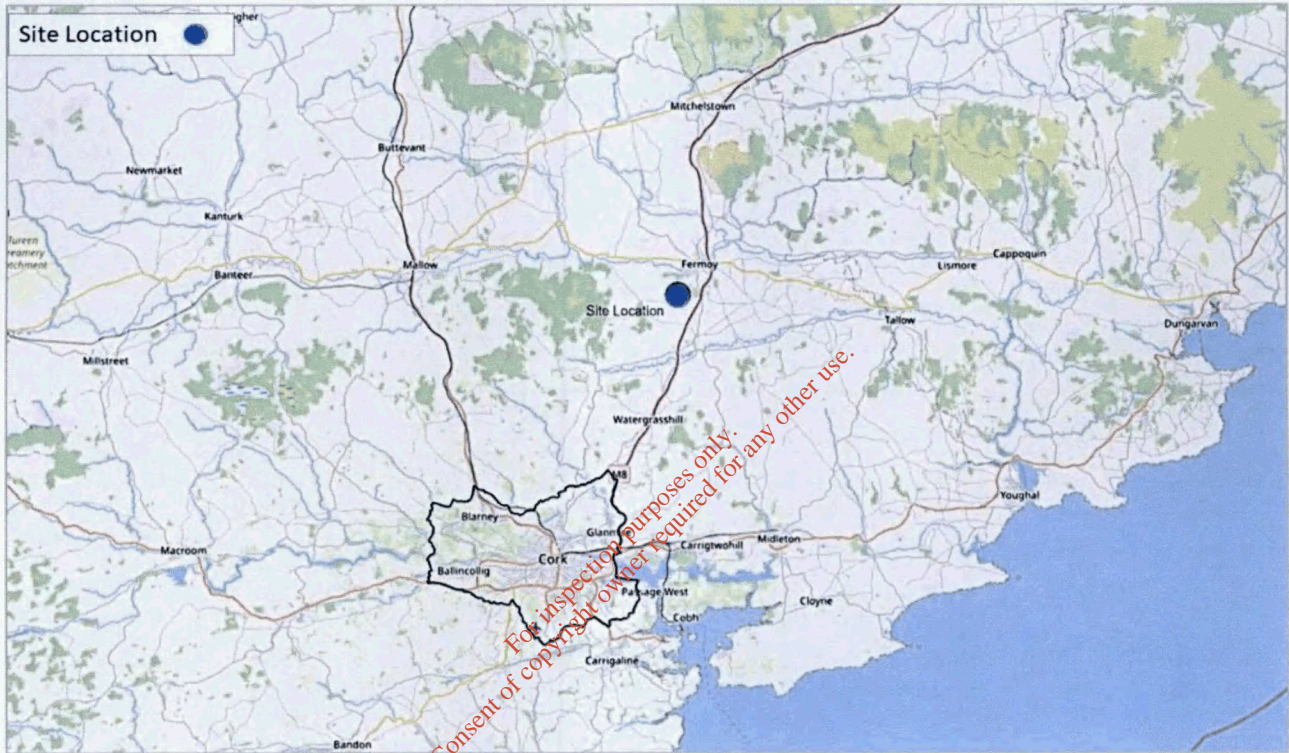 Site Location
Mitchelstown
Buttevant
Newmarket
Kanturk
Cappoquin
Mallow
Fermoy
Lismore
Banteer
Site Location
Tallow
Dungarvan
Millstreet
Watergrasshill
M8
Youghal
Blarney
Glann
Midleton
Carrigtwohill
Macroom
Cork
Ballincollig
Passage West
Cloyne
Cobh
Carrigaline
Bandon
For inspection purposes only.
Consent of copyright owner required for any other use.